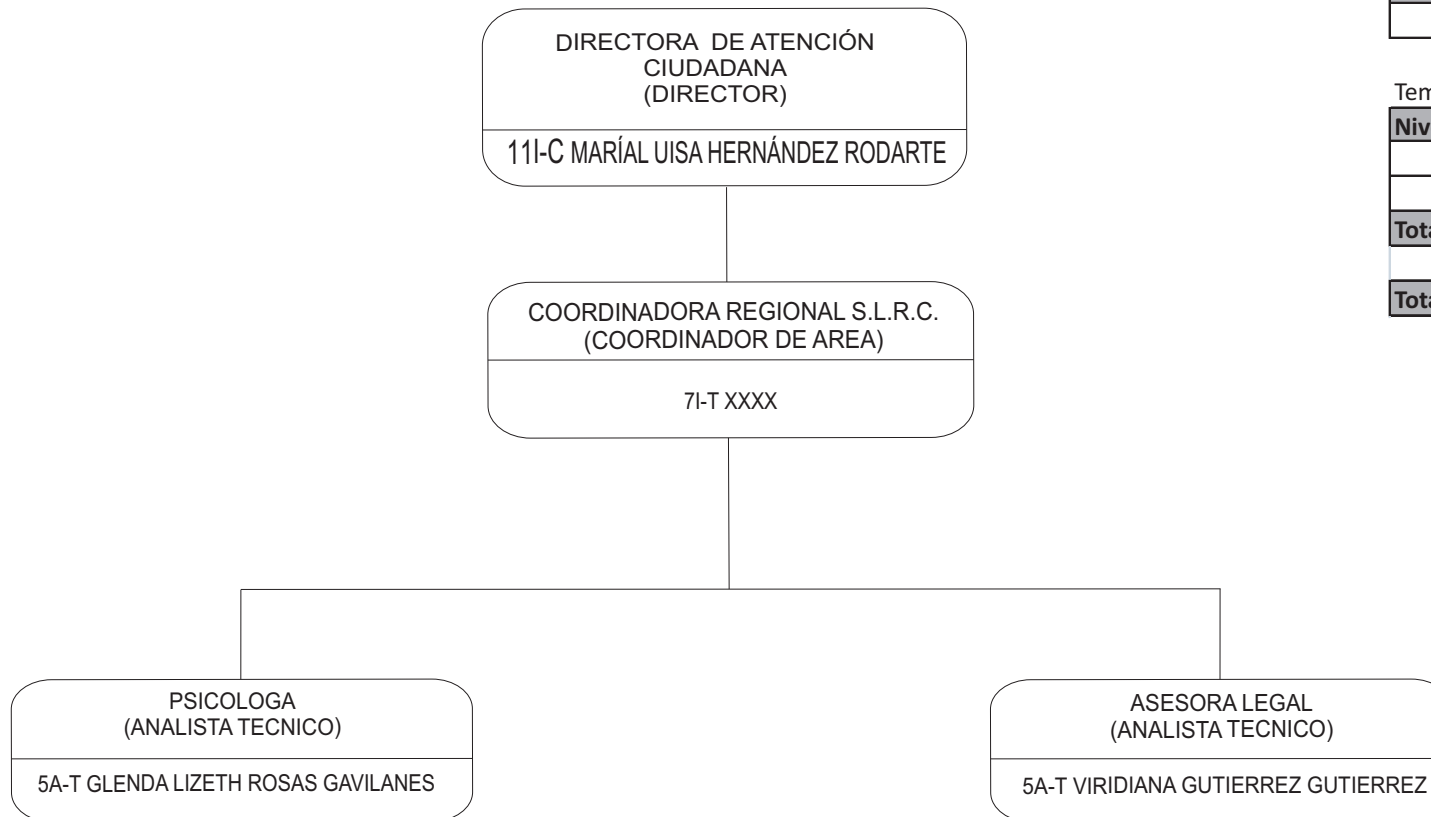 DIRECTORA DE ATENCIÓN
CIUDADANA
(DIRECTOR)
11I-C MARÍAL UISA HERNÁNDEZ RODARTE
COORDINADORA REGIONAL S.L.R.C.
(COORDINADOR DE AREA)
7I-T XXXX
PSICOLOGA
(ANALISTA TECNICO)
5A-T GLENDA LIZETH ROSAS GAVILANES
ASESORA LEGAL
(ANALISTA TECNICO)
5A-T VIRIDIANA GUTIERREZ GUTIERREZ